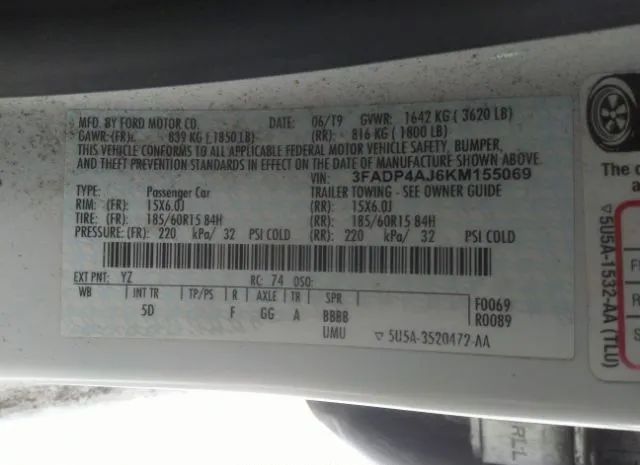 MFD. BY FORD MOTOR CO. DATE: 06/19 GVWR: 1642 KG ( 3620 LB)
GAWR:(FR): 839 KG ( 1850 LB) (RR): 816 KG ( 1800 LB)
THIS VEHICLE CONFORMS TO ALL APPLICABLE FEDERAL MOTOR VEHICLE SAFETY, BUMPER,
AND THEFT PREVENTION STANDARDS IN EFFECT ON THE DATE OF MANUFACTURE SHOWN ABOVE.
VIN: 3FADP4AJ6KM155069
TYPE: Passenger Car TRAILER TOWING - SEE OWNER GUIDE
RIM: (FR): 15X6.0J (RR): 15X6.0J
TIRE: (FR): 185/60R15 84H (RR): 185/60R15 84H
PRESSURE: (FR): 220 kPa/ 32 PSI COLD (RR): 220 kPa/ 32 PSI COLD
EXT PNT: YZ RC: 74 DSO:
WB INT TR TP/PS R AXLE TR SPR F0069
5D F GG A BBBB R0089
UMU ▽ 5U5A-3520472-AA
The c
▽ 5U5A-1532-AA (TLU)